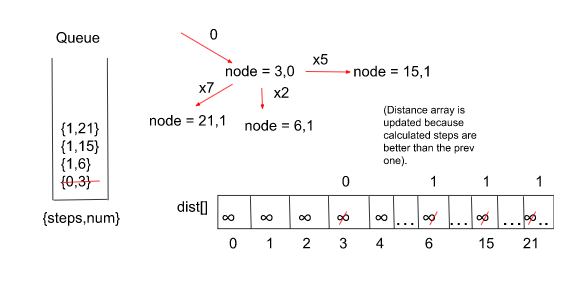 Queue
0
node = 3,0
x5
node = 15,1
x7
x2
node = 21,1
node = 6,1
{1,21}
{1,15}
{1,6}
{0,3}
{steps,num}
(Distance array is
updated because
calculated steps are
better than the prev
one).
0 1 1 1
dist[]
∞ ∞ ∞ ∞ ∞ ... ∞ ... ∞ ... ∞ ..
0 1 2 3 4 6 15 21